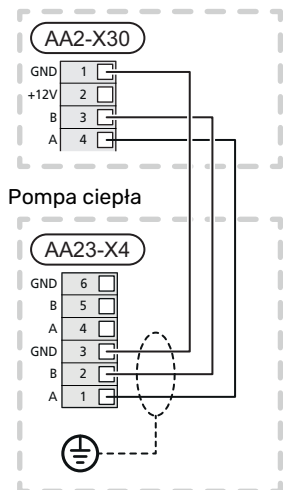 AA2-X30
GND 1
+12V 2
B 3
A 4
Pompa ciepła
AA23-X4
GND 6
B 5
A 4
GND 3
B 2
A 1